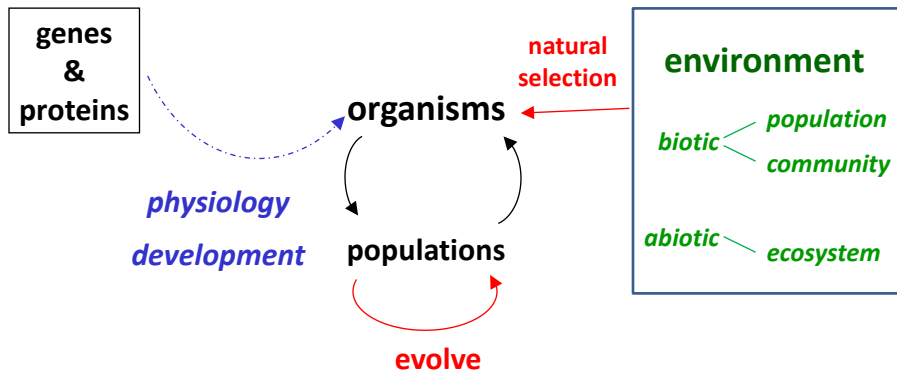 genes
&
proteins
natural
selection
environment
organisms
biotic
population
community
physiology
development
populations
abiotic
ecosystem
evolve